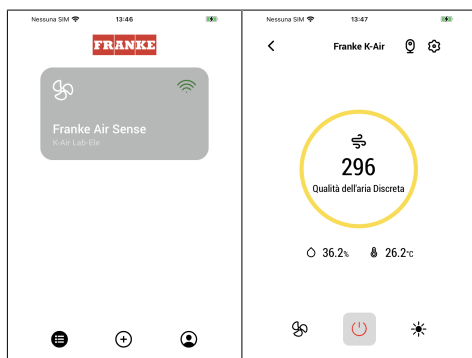 Nessuna SIM 13:46
FRANKE
Franke Air Sense
K-Air Lab-Ele
Nessuna SIM 13:47
Franke K-Air
296
Qualità dell'aria Discreta
36.2% 26.2°C